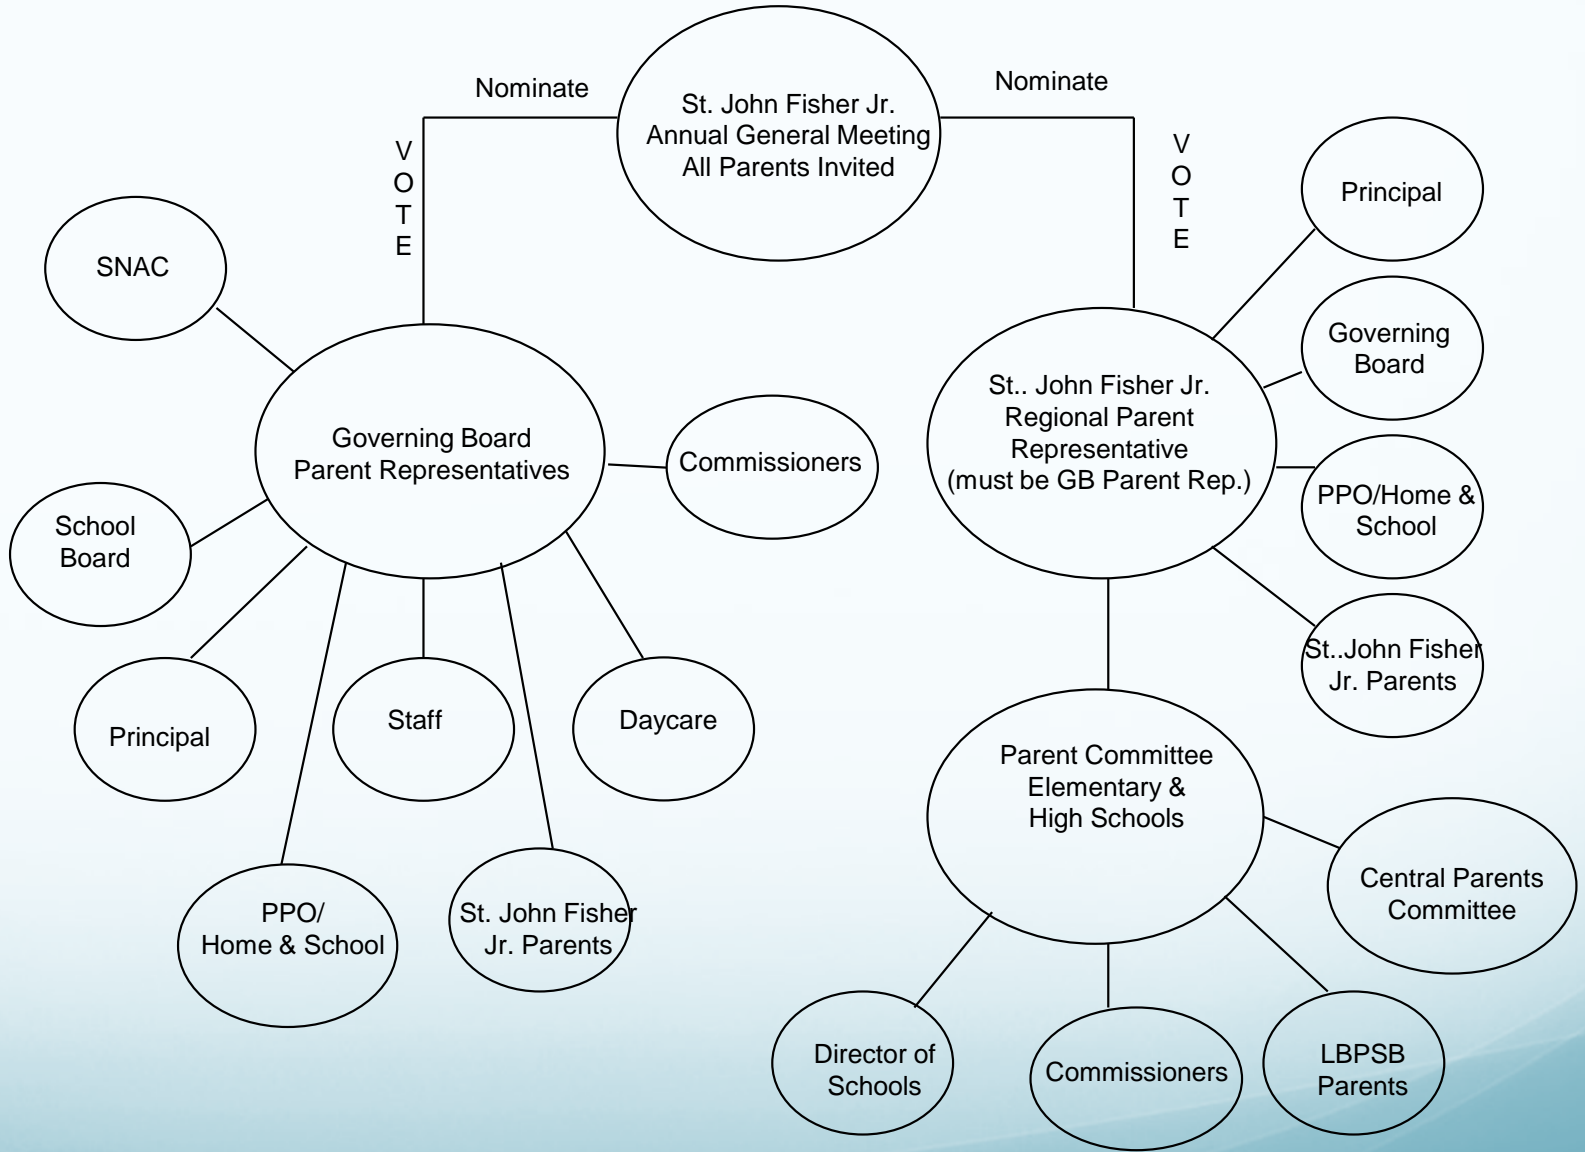 Nominate
St. John Fisher Jr.
Annual General Meeting
All Parents Invited
Nominate
V
O
T
E
V
O
T
E
Principal
SNAC
Governing
Board
St.. John Fisher Jr.
Regional Parent
Representative
(must be GB Parent Rep.)
Governing Board
Parent Representatives
Commissioners
PPO/Home &
School
School
Board
St..John Fisher
Jr. Parents
Principal
Staff
Daycare
Parent Committee
Elementary &
High Schools
Central Parents
Committee
PPO/
Home & School
St. John Fisher
Jr. Parents
Director of
Schools
Commissioners
LBPSB
Parents